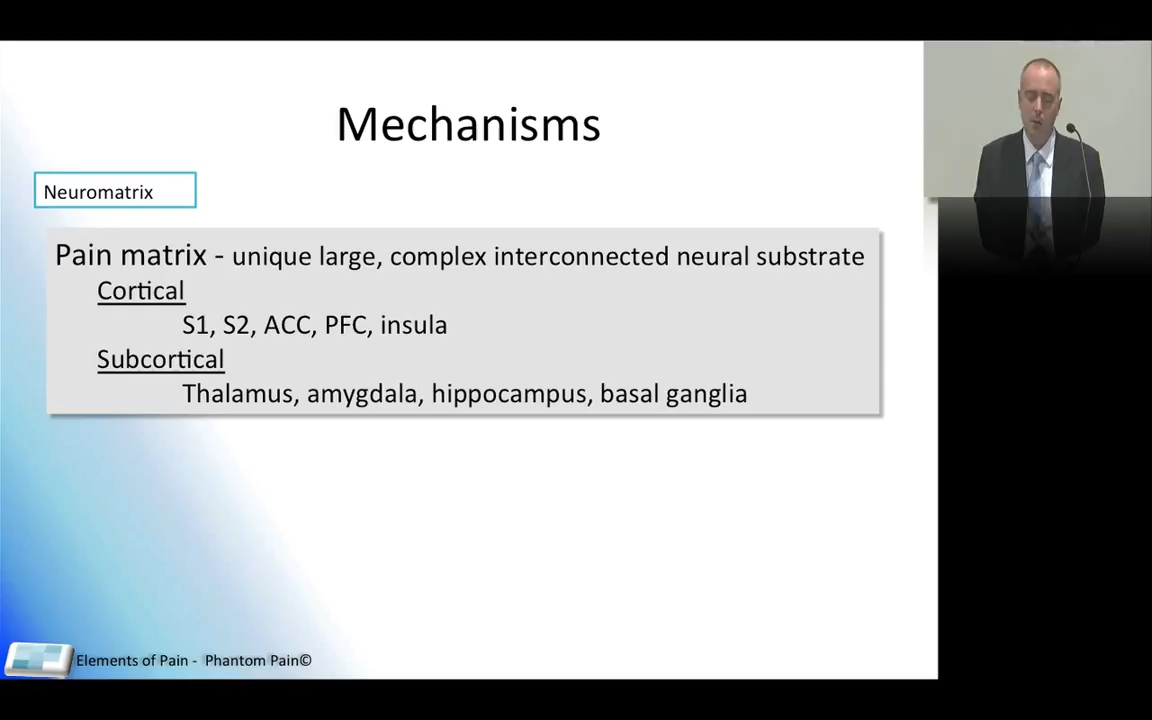 Mechanisms
Neuromatrix
Pain matrix - unique large, complex interconnected neural substrate
Cortical
S1, S2, ACC, PFC, insula
Subcortical
Thalamus, amygdala, hippocampus, basal ganglia
Elements of Pain - Phantom Pain©